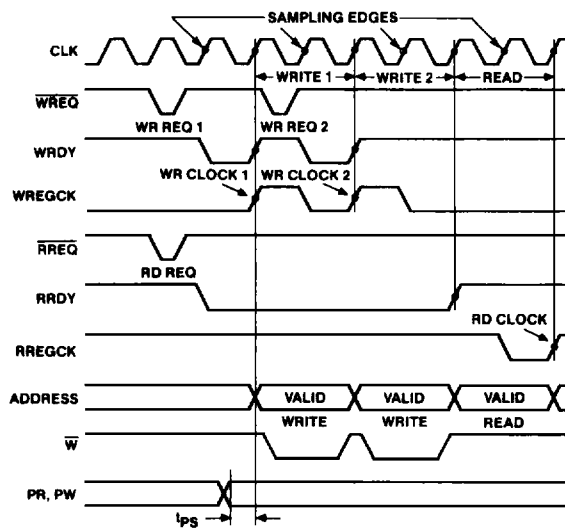 SAMPLING EDGES
CLK
WRITE 1 WRITE 2 READ
WREQ
WR REQ 1 WR REQ 2
WRDY
WR CLOCK 1 WR CLOCK 2
WREGCK
RREQ
RD REQ
RRDY
RD CLOCK
RREGCK
ADDRESS VALID VALID VALID
WRITE WRITE READ
W
PR, PW
tPS